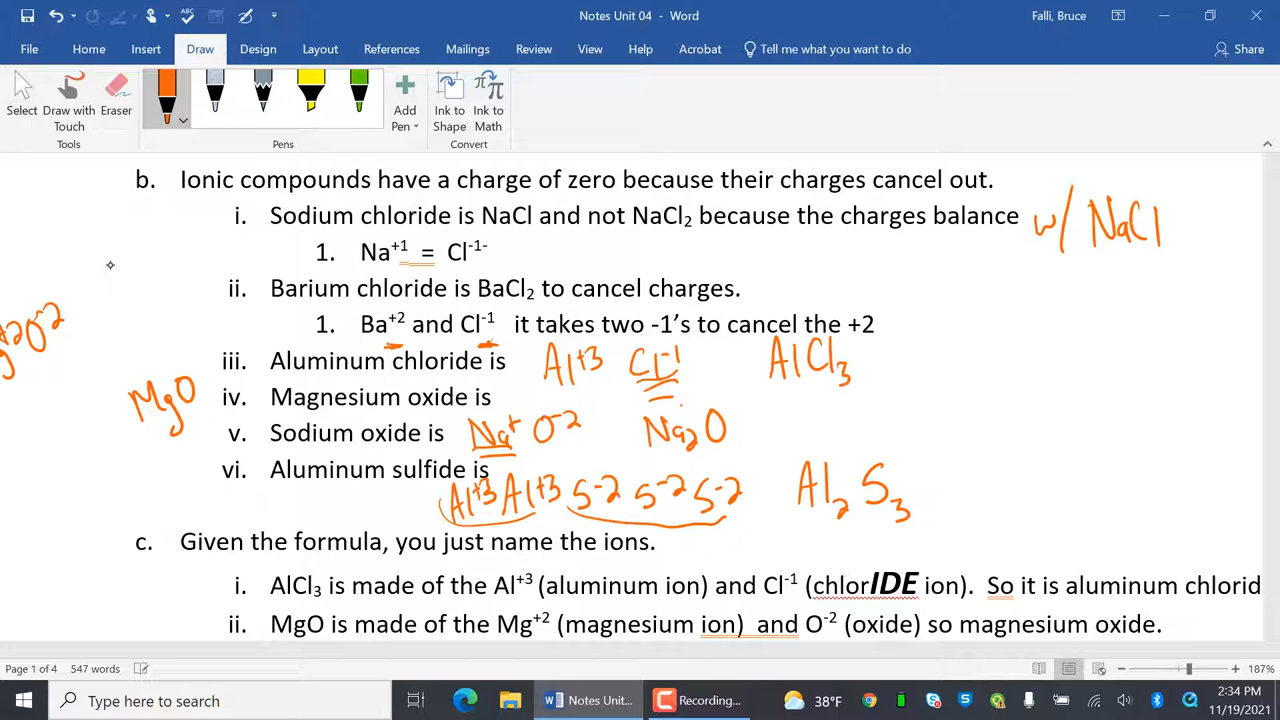 Notes Unit 04 - Word
Falli, Bruce
File Home Insert Draw Design Layout References Mailings Review View Help Acrobat Tell me what you want to do Share
Select Draw with Touch Eraser Add Pen Ink to Shape Ink to Math
Tools Pens Convert
b. Ionic compounds have a charge of zero because their charges cancel out.
i. Sodium chloride is NaCl and not NaCl2 because the charges balance w/ NaCl
1. Na+1 = Cl-1-
ii. Barium chloride is BaCl2 to cancel charges.
+2 O-2
1. Ba+2 and Cl-1 it takes two -1's to cancel the +2
iii. Aluminum chloride is Al+3 Cl-1 AlCl3
MgO iv. Magnesium oxide is
v. Sodium oxide is Na+ O-2 Na2O
vi. Aluminum sulfide is
Al+3 Al+3 S-2 S-2 S-2 Al2 S3
c. Given the formula, you just name the ions.
i. AlCl3 is made of the Al+3 (aluminum ion) and Cl-1 (chlorIDE ion). So it is aluminum chlorid
ii. MgO is made of the Mg+2 (magnesium ion) and O-2 (oxide) so magnesium oxide.
Page 1 of 4 547 words 187%
Type here to search Notes Unit... Recording... 38°F 2:34 PM
11/19/2021